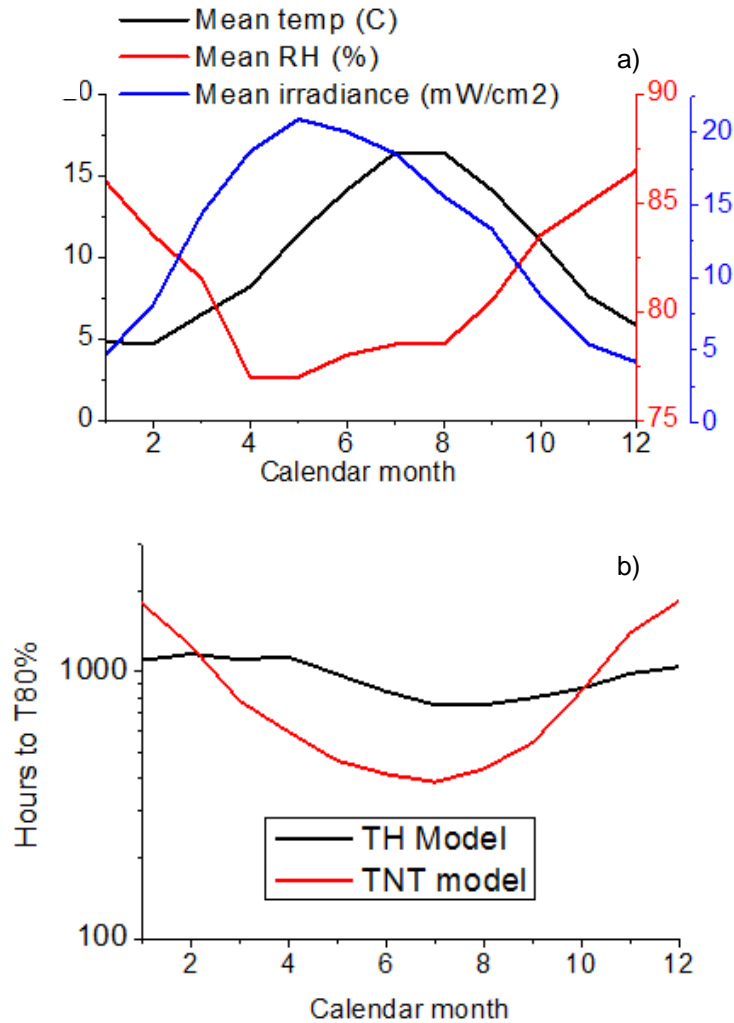 Mean temp (C)
Mean RH (%)
Mean irradiance (mW/cm2)
a)
0
15
10
5
0
90
85
80
75
20
15
10
5
0
2 4 6 8 10 12
Calendar month
b)
1000
100
Hours to T80%
TH Model
TNT model
2 4 6 8 10 12
Calendar month